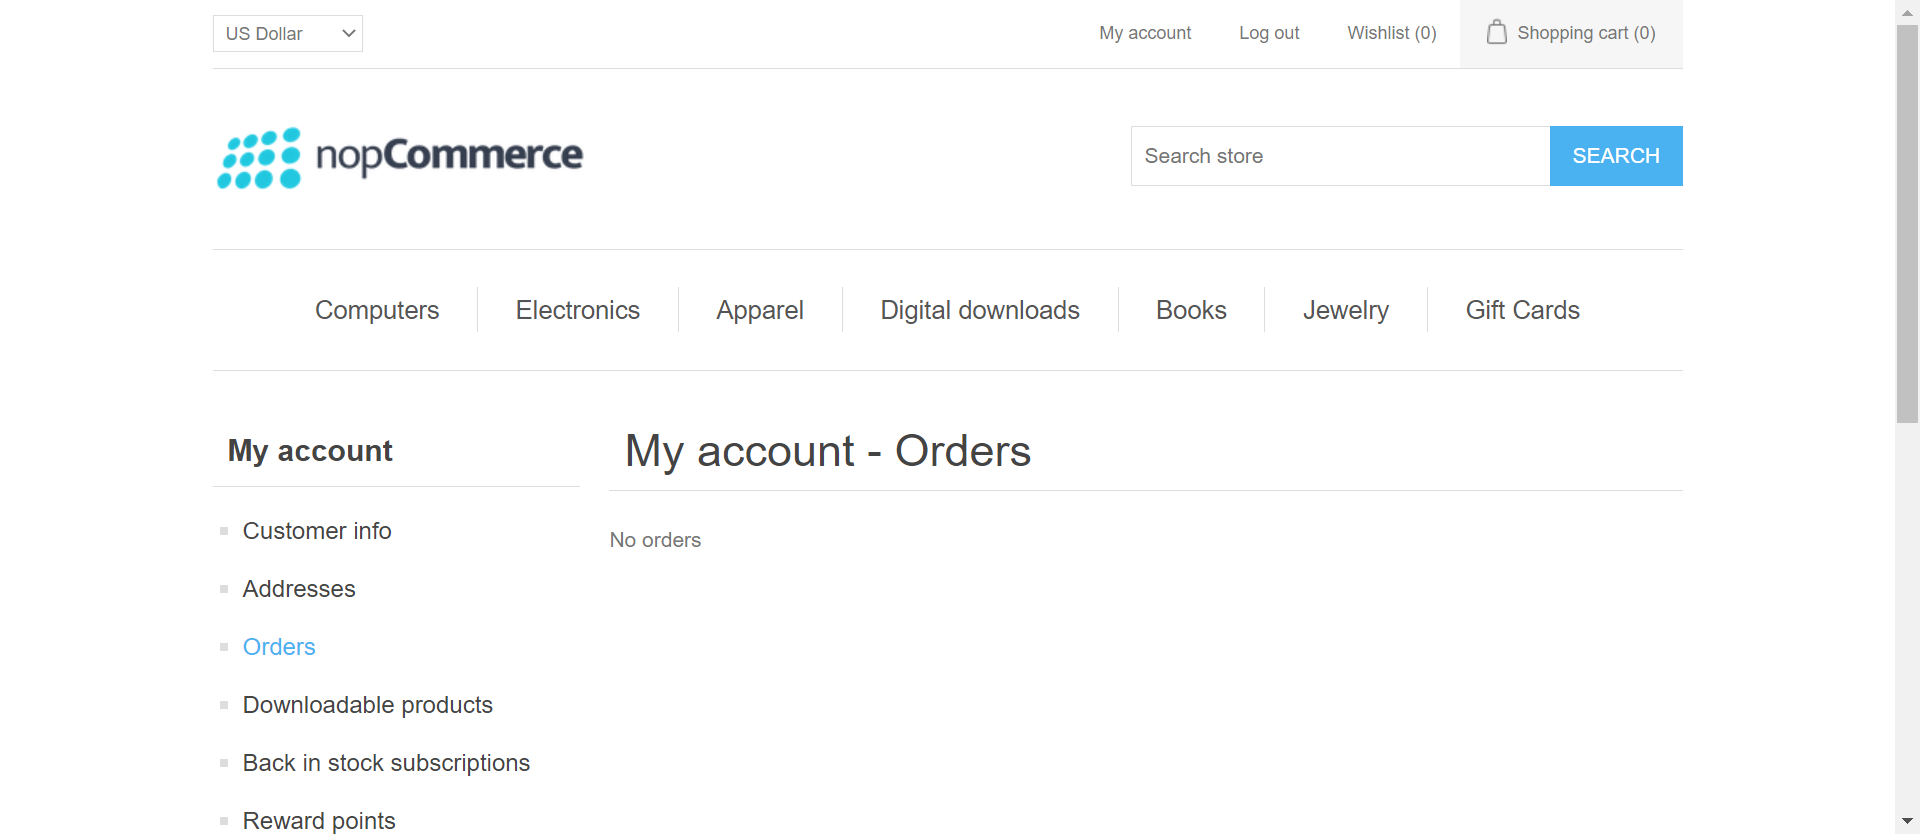 US Dollar
My account
Log out
Wishlist (0)
Shopping cart (0)
nopCommerce
Search store
SEARCH
Computers
Electronics
Apparel
Digital downloads
Books
Jewelry
Gift Cards
My account
Customer info
Addresses
Orders
Downloadable products
Back in stock subscriptions
Reward points
My account - Orders
No orders